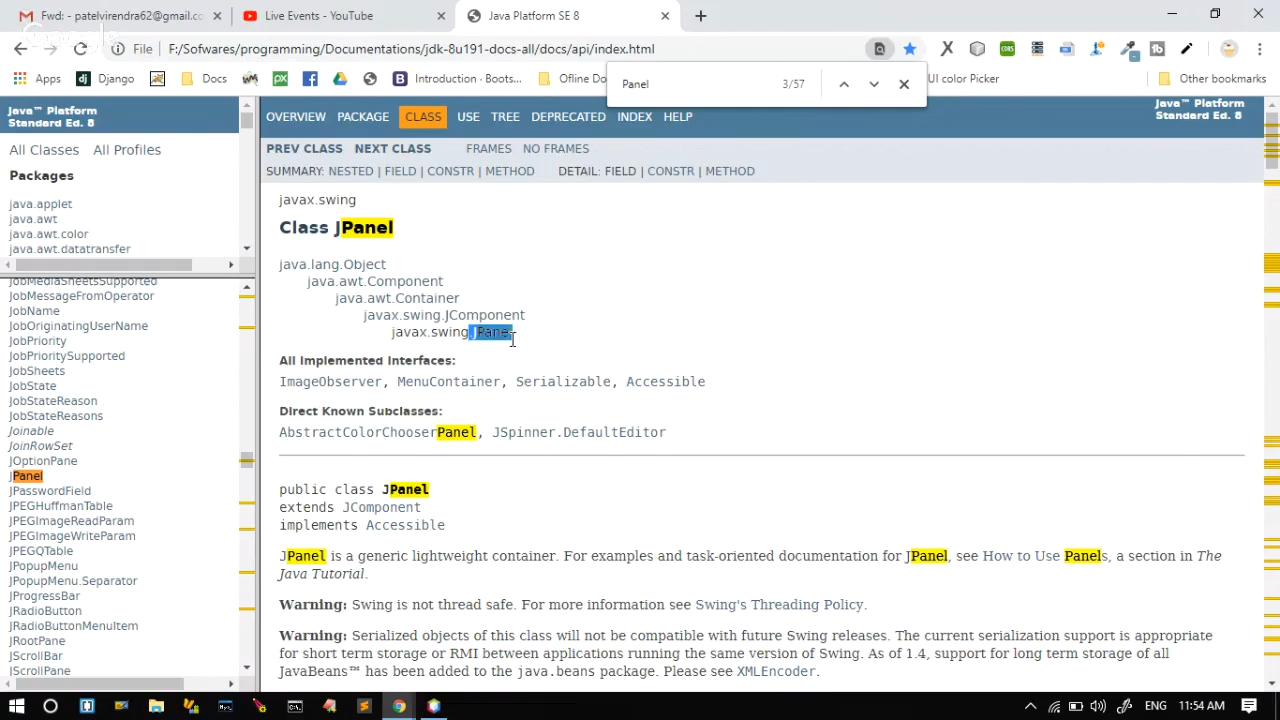 Fwd: - patelvirendra62@gmail.co
Live Events - YouTube
Java Platform SE 8
File
F:/Sofwares/programming/Documentations/jdk-8u191-docs-all/docs/api/index.html
Apps
Django
Docs
Introduction - Boots...
Ofline Do
UI color Picker
Other bookmarks
Panel
3/57
Java™ Platform
Standard Ed. 8
All Classes All Profiles
Packages
java.applet
java.awt
java.awt.color
java.awt.datatransfer
JobMediaSheetsSupported
JobMessageFromOperator
JobName
JobOriginatingUserName
JobPriority
JobPrioritySupported
JobSheets
JobState
JobStateReason
JobStateReasons
Joinable
JoinRowSet
JOptionPane
JPanel
JPasswordField
JPEGHuffmanTable
JPEGImageReadParam
JPEGImageWriteParam
JPEGQTable
JPopupMenu
JPopupMenu.Separator
JProgressBar
JRadioButton
JRadioButtonMenuItem
JRootPane
JScrollBar
JScrollPane
OVERVIEW PACKAGE CLASS USE TREE DEPRECATED INDEX HELP
Java™ Platform
Standard Ed. 8
PREV CLASS NEXT CLASS FRAMES NO FRAMES
SUMMARY: NESTED | FIELD | CONSTR | METHOD DETAIL: FIELD | CONSTR | METHOD
javax.swing
Class JPanel
java.lang.Object
java.awt.Component
java.awt.Container
javax.swing.JComponent
javax.swing.JPanel
All Implemented Interfaces:
ImageObserver, MenuContainer, Serializable, Accessible
Direct Known Subclasses:
AbstractColorChooserPanel, JSpinner.DefaultEditor
public class JPanel
extends JComponent
implements Accessible
JPanel is a generic lightweight container. For examples and task-oriented documentation for JPanel, see How to Use Panels, a section in The
Java Tutorial.
Warning: Swing is not thread safe. For more information see Swing's Threading Policy.
Warning: Serialized objects of this class will not be compatible with future Swing releases. The current serialization support is appropriate
for short term storage or RMI between applications running the same version of Swing. As of 1.4, support for long term storage of all
JavaBeans™ has been added to the java.beans package. Please see XMLEncoder.
ENG 11:54 AM